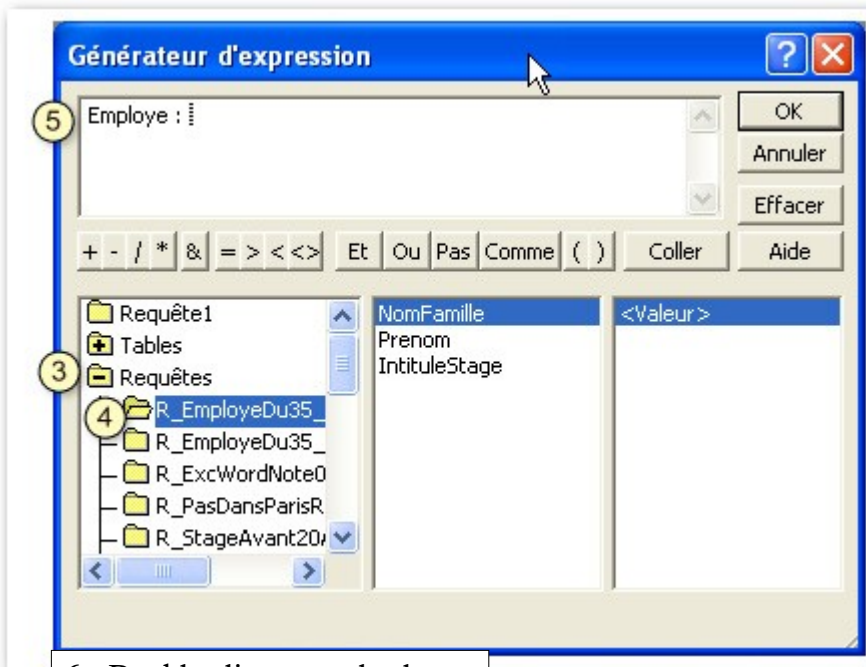 Générateur d'expression
5
Employe :
OK
Annuler
Effacer
+ - / * & = > < <> Et Ou Pas Comme ( ) Coller Aide
Requête1
Tables
3
Requêtes
4
R_EmployeDu35_
R_EmployeDu35_
R_ExcWordNote0
R_PasDansParisR
R_StageAvant20
NomFamille
Prenom
IntituleStage
<Valeur>